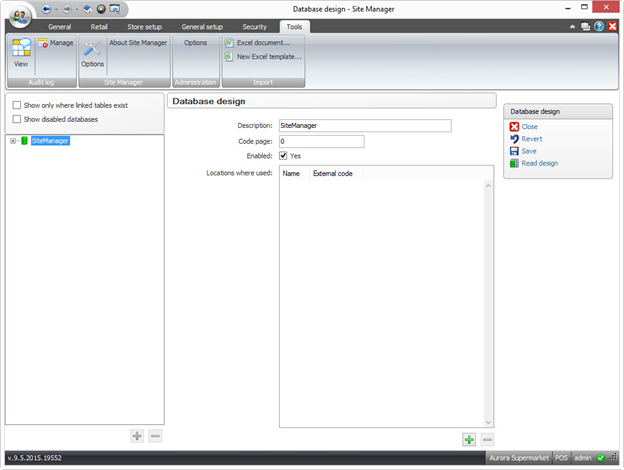 Database design - Site Manager
General Retail Store setup General setup Security Tools
View Manage Options About Site Manager Options Excel document...
New Excel template...
Audit log Site Manager Administration Import
Show only where linked tables exist
Show disabled databases
SiteManager
Database design
Description: SiteManager
Code page: 0
Enabled: Yes
Locations where used: Name External code
Database design
Close
Revert
Save
Read design
v.9.5.2015.19552 Aurora Supermarket POS admin